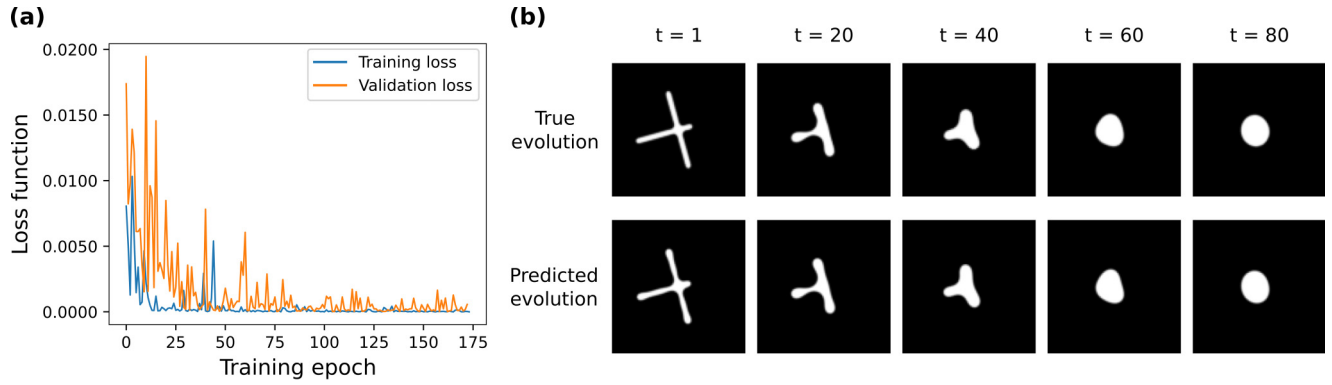 (a)
0.0200
0.0150
0.0100
0.0050
0.0000
Loss function
0 25 50 75 100 125 150 175
Training epoch
Training loss
Validation loss
(b)
t = 1 t = 20 t = 40 t = 60 t = 80
True
evolution
Predicted
evolution